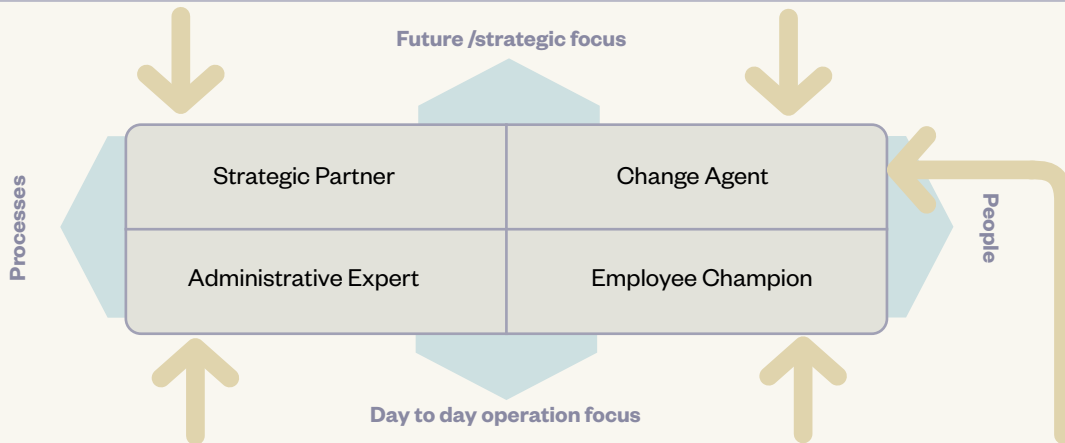 Future /strategic focus
Strategic Partner
Change Agent
Processes
People
Administrative Expert
Employee Champion
Day to day operation focus